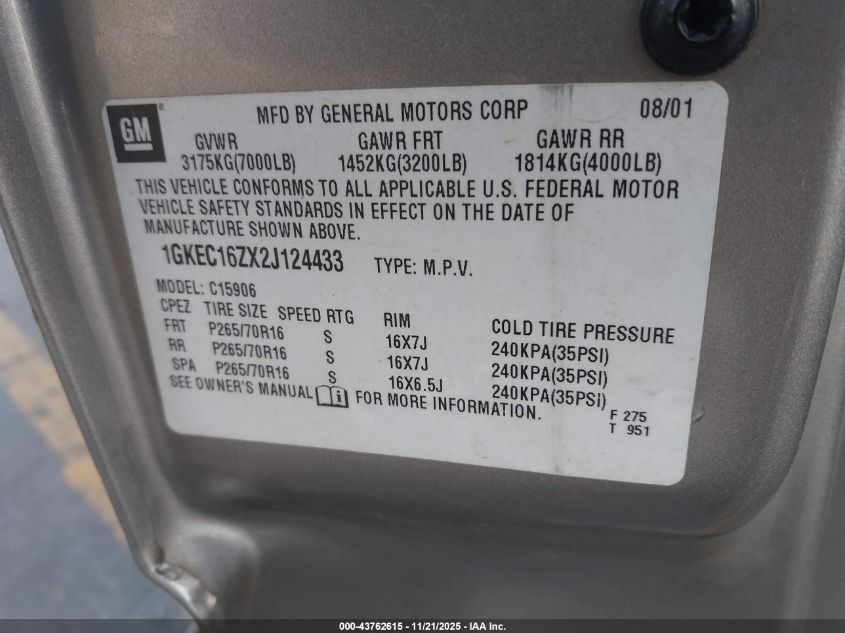 GM ®
MFD BY GENERAL MOTORS CORP 08/01
GVWR GAWR FRT GAWR RR
3175KG(7000LB) 1452KG(3200LB) 1814KG(4000LB)
THIS VEHICLE CONFORMS TO ALL APPLICABLE U.S. FEDERAL MOTOR
VEHICLE SAFETY STANDARDS IN EFFECT ON THE DATE OF
MANUFACTURE SHOWN ABOVE.
1GKEC16ZX2J124433 TYPE: M.P.V.
MODEL: C15906
CPEZ TIRE SIZE SPEED RTG RIM COLD TIRE PRESSURE
FRT P265/70R16 S 16X7J 240KPA(35PSI)
RR P265/70R16 S 16X7J 240KPA(35PSI)
SPA P265/70R16 S 16X6.5J 240KPA(35PSI)
SEE OWNER'S MANUAL i FOR MORE INFORMATION.
F 275
T 951
000-43762615 - 11/21/2025 - IAA Inc.